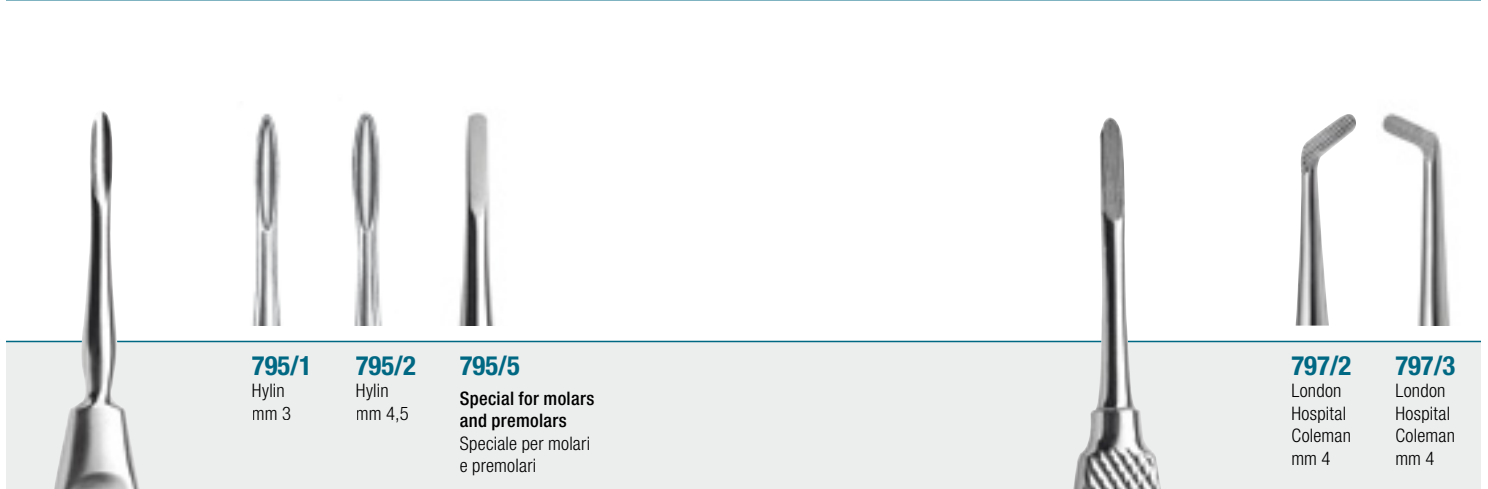 795/1
Hylin
mm 3
795/2
Hylin
mm 4,5
795/5
Special for molars
and premolars
Speciale per molari
e premolari
797/2
London
Hospital
Coleman
mm 4
797/3
London
Hospital
Coleman
mm 4